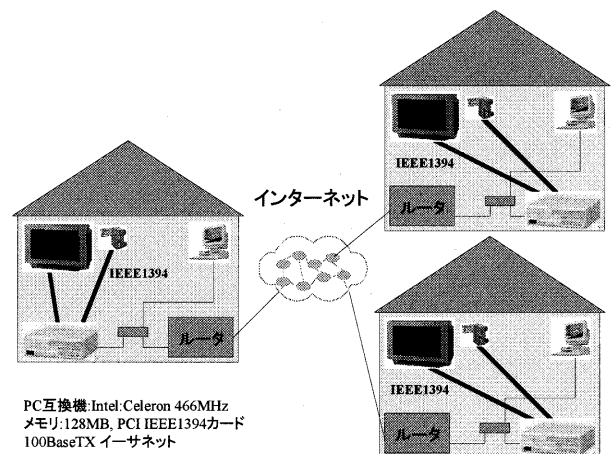 IEEE1394
ルータ
インターネット
IEEE1394
ルータ
IEEE1394
ルータ
PC互換機:Intel:Celeron 466MHz
メモリ:128MB, PCI IEEE1394カード
100BaseTX イーサネット